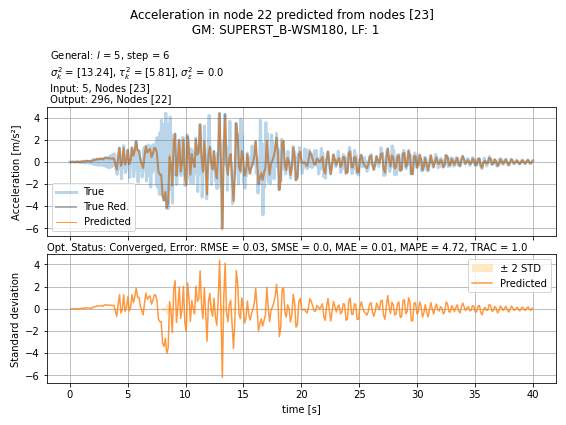 Acceleration in node 22 predicted from nodes [23]
GM: SUPERST_B-WSM180, LF: 1
General: l = 5, step = 6
σ²ₖ = [13.24], τ²ₖ = [5.81], σ²ₑ = 0.0
Input: 5, Nodes [23]
Output: 296, Nodes [22]
Acceleration [m/s²]
4
2
0
−2
−4
−6
True
True Red.
Predicted
Opt. Status: Converged, Error: RMSE = 0.03, SMSE = 0.0, MAE = 0.01, MAPE = 4.72, TRAC = 1.0
Standard deviation
4
2
0
−2
−4
−6
± 2 STD
Predicted
0 5 10 15 20 25 30 35 40
time [s]